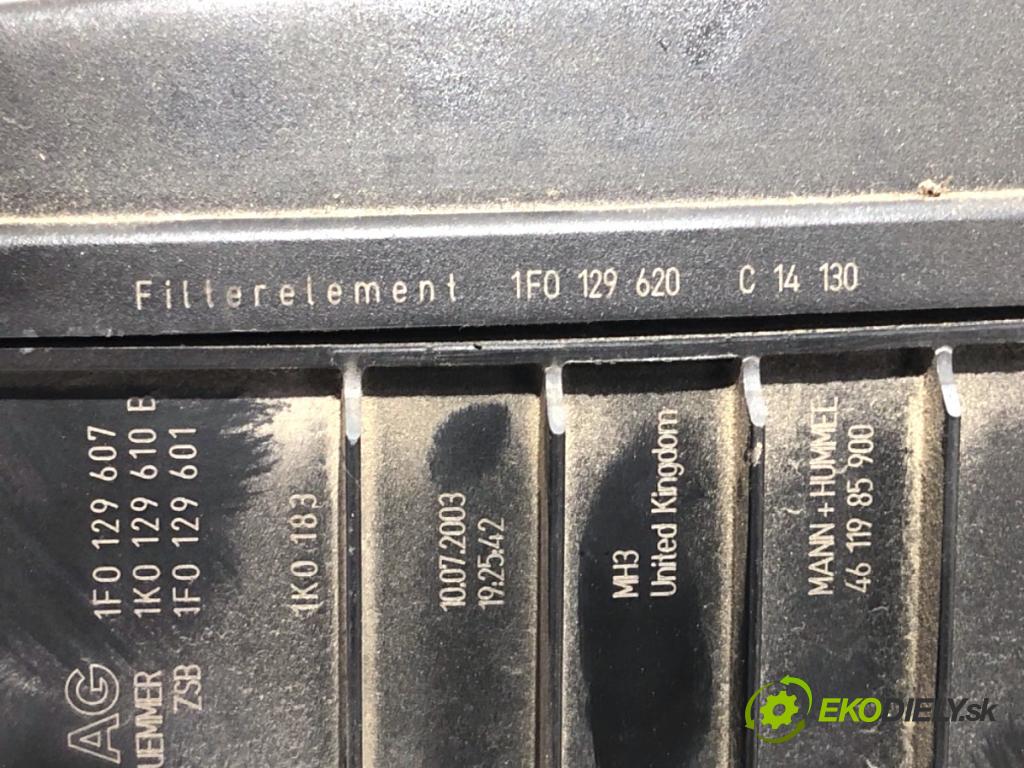 Filterelement 1F0 129 620 C 14 130
1F0 129 607
1K0 129 610 B
1F0 129 601
1K0 183
10.07.2003
19:25:42
MH3
United Kingdom
MANN+HUMMEL
46 119 85 900
AG
ZSB
EKODIELY.sk